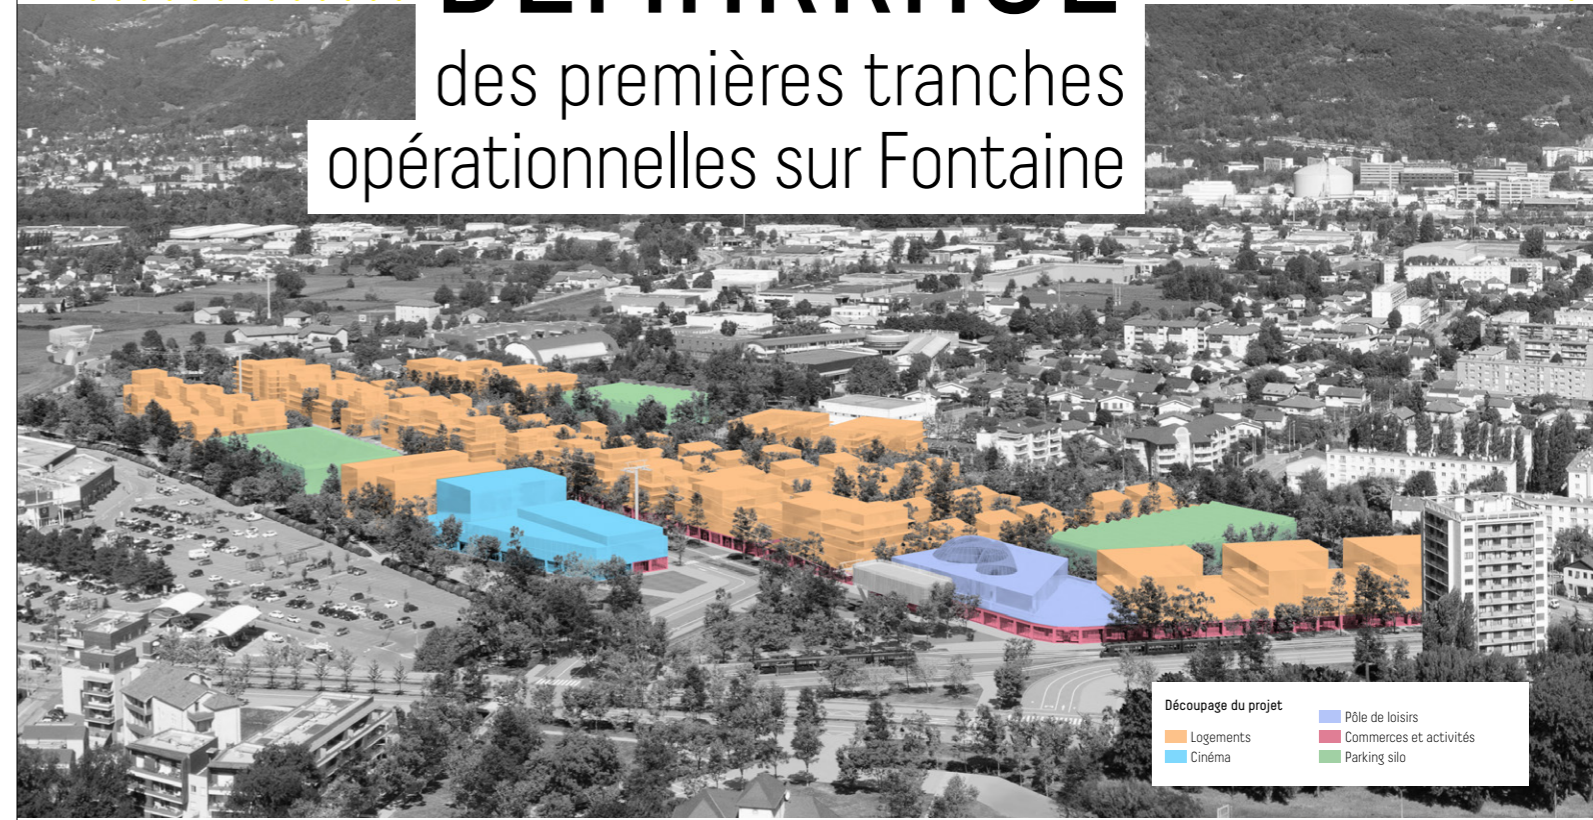 DÉMARRAGE
des premières tranches
opérationnelles sur Fontaine
Découpage du projet
Logements
Cinéma
Pôle de loisirs
Commerces et activités
Parking silo